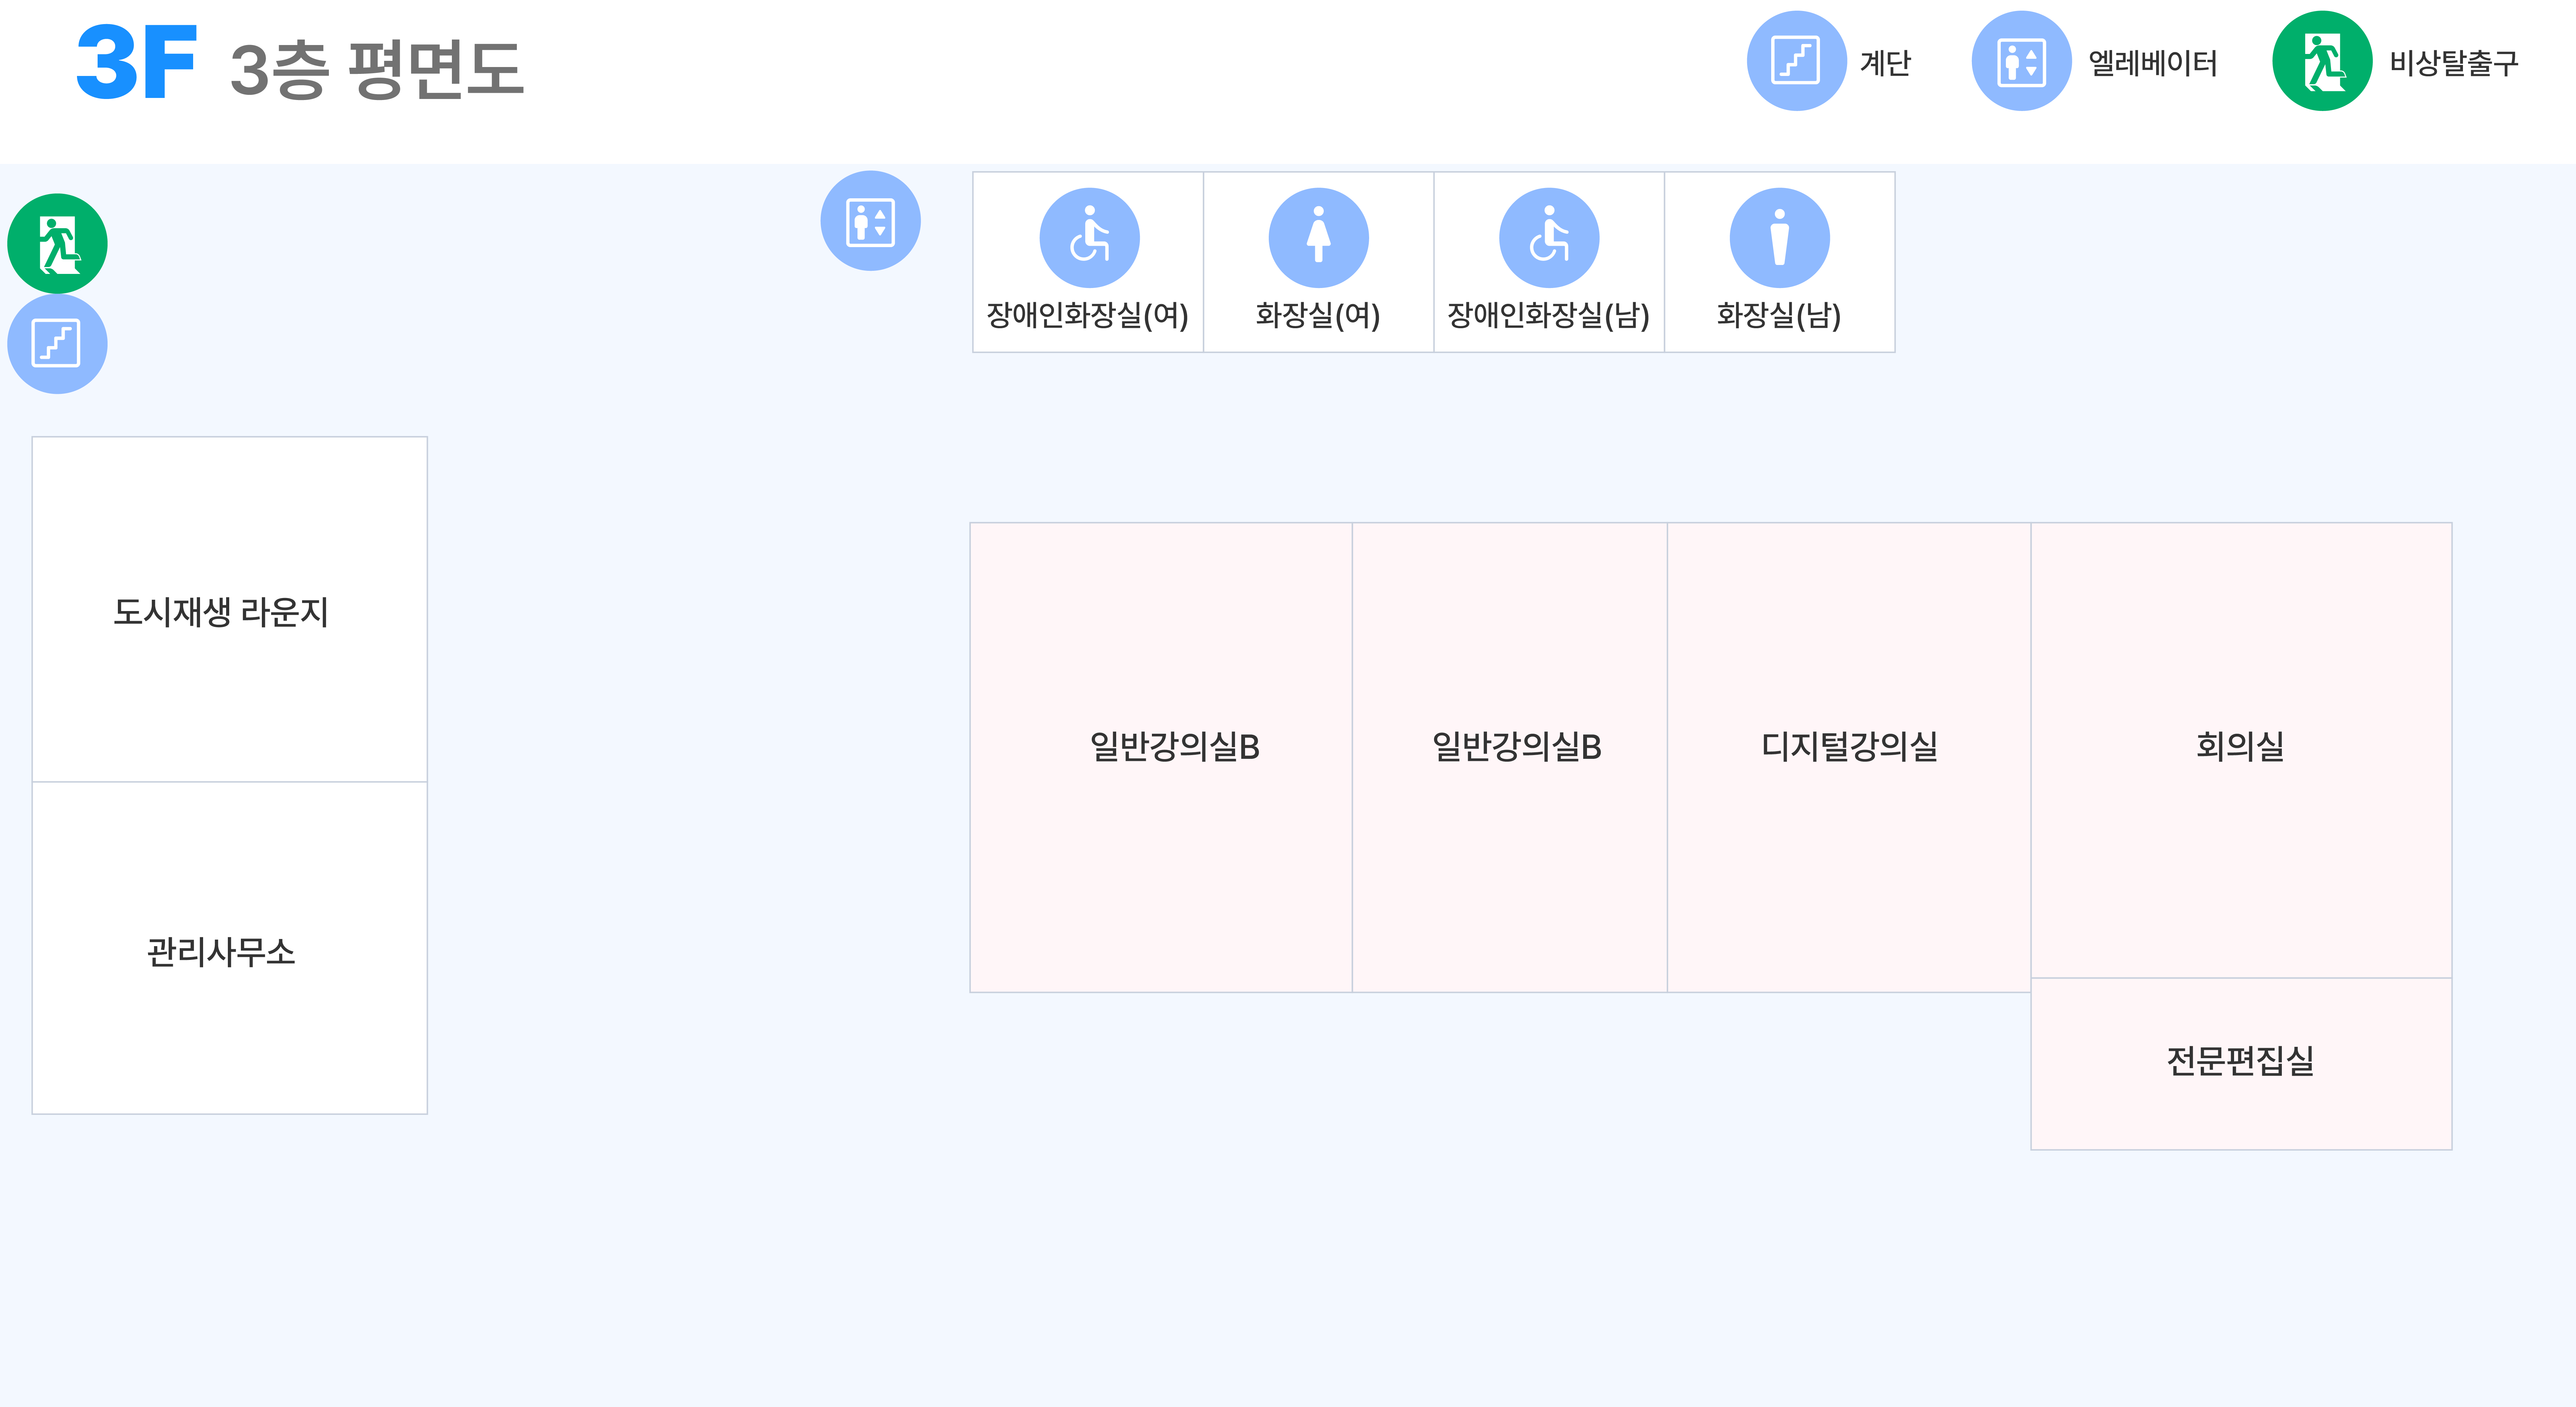 3F 3층 평면도
계단 엘레베이터 비상탈출구
장애인화장실(여) 화장실(여) 장애인화장실(남) 화장실(남)
도시재생 라운지
관리사무소
일반강의실B 일반강의실B 디지털강의실 회의실
전문편집실